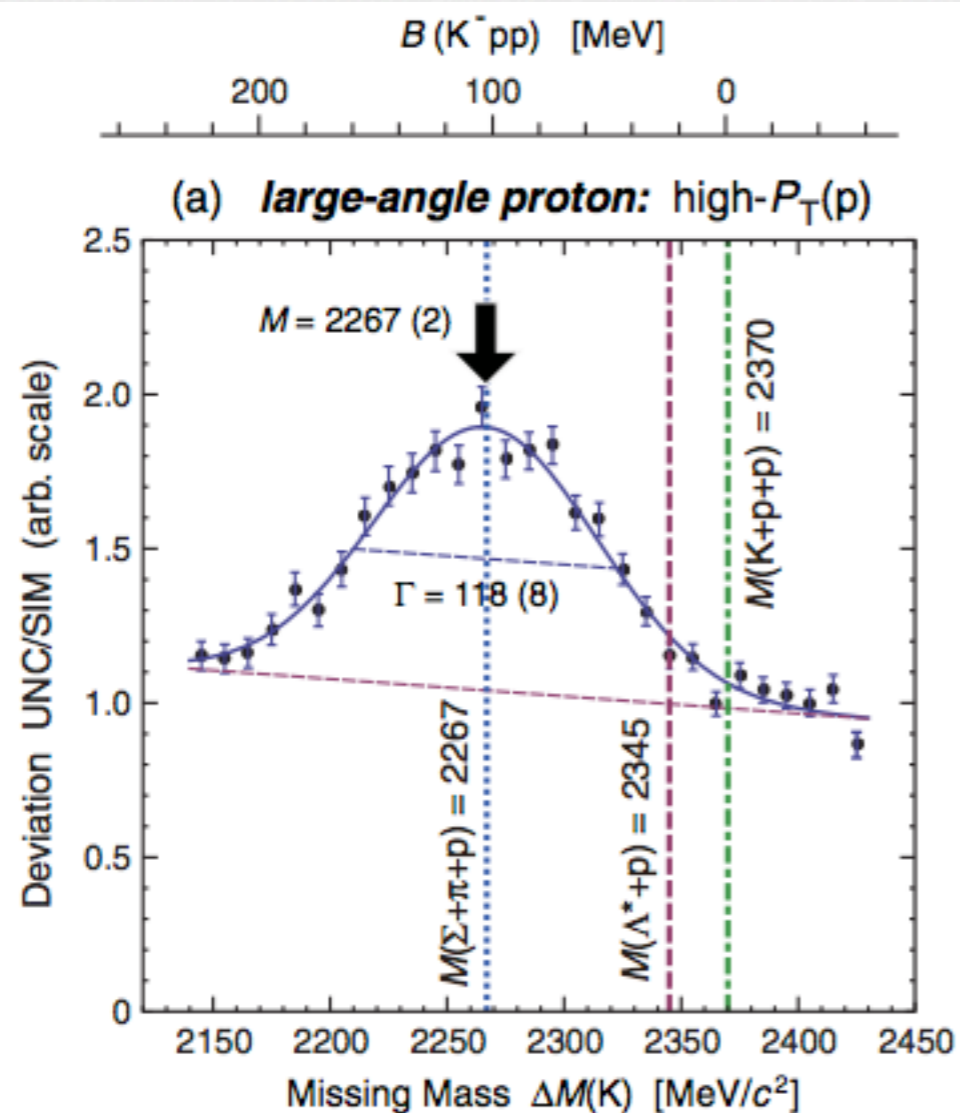 B (K⁻pp) [MeV]
200 100 0
(a) large-angle proton: high-P_T(p)
2.5
M = 2267 (2)
2.0
M(K+p+p) = 2370
1.5
Γ = 118 (8)
1.0
M(Σ+π+p) = 2267
M(Λ*+p) = 2345
0.5
0
Deviation UNC/SIM (arb. scale)
2150 2200 2250 2300 2350 2400 2450
Missing Mass ΔM(K) [MeV/c²]